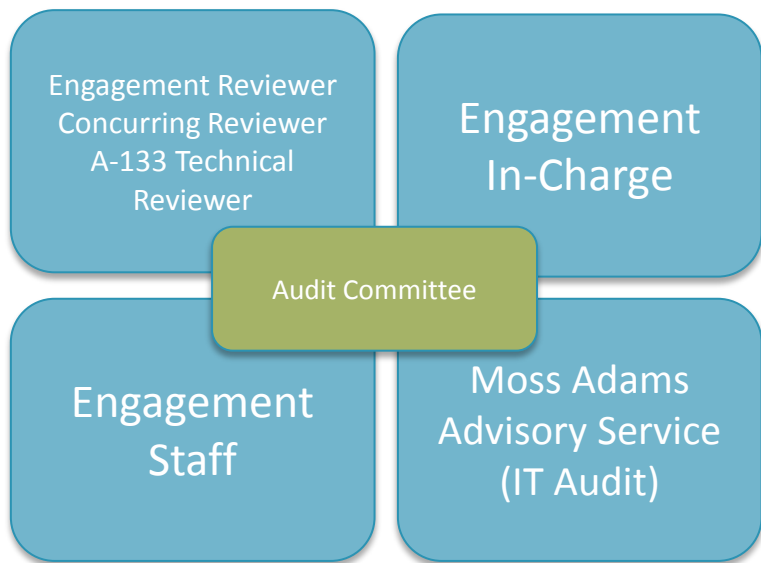 Engagement Reviewer
Concurring Reviewer
A-133 Technical
Reviewer
Engagement
In-Charge
Audit Committee
Engagement
Staff
Moss Adams
Advisory Service
(IT Audit)